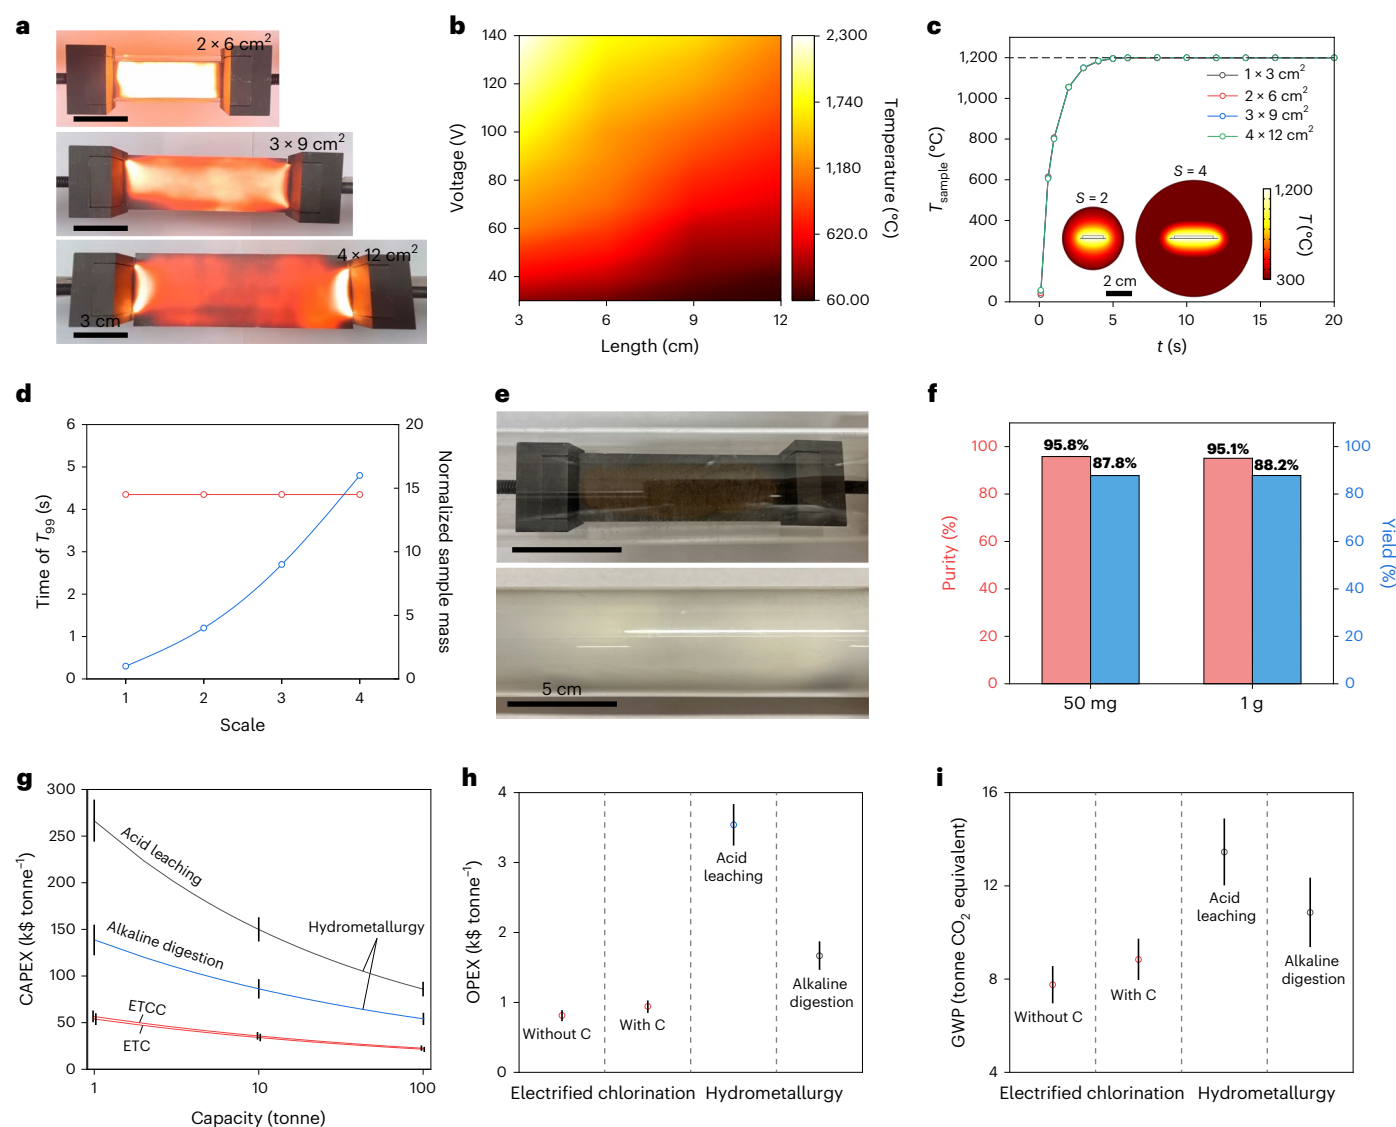 a
2 × 6 cm²
3 × 9 cm²
4 × 12 cm²
3 cm
b
140
120
100
80
60
40
Voltage (V)
3
6
9
12
Length (cm)
2,300
1,740
1,180
620.0
60.00
Temperature (°C)
c
1,200
1,000
800
600
400
200
0
T_sample (°C)
1 × 3 cm²
2 × 6 cm²
3 × 9 cm²
4 × 12 cm²
S = 2
S = 4
2 cm
1,200
300
T (°C)
0
5
10
15
20
t (s)
d
6
5
4
3
2
1
0
Time of T₉₉ (s)
20
15
10
5
0
Normalized sample mass
1
2
3
4
Scale
e
5 cm
f
100
80
60
40
20
0
Purity (%)
95.8%
87.8%
95.1%
88.2%
100
80
60
40
20
0
Yield (%)
50 mg
1 g
g
300
250
200
150
100
50
0
CAPEX (k$ tonne⁻¹)
Acid leaching
Alkaline digestion
Hydrometallurgy
ETCC
ETC
1
10
100
Capacity (tonne)
h
4
3
2
1
0
OPEX (k$ tonne⁻¹)
Without C
With C
Acid
leaching
Alkaline
digestion
Electrified chlorination
Hydrometallurgy
i
16
12
8
4
GWP (tonne CO₂ equivalent)
Without C
With C
Acid
leaching
Alkaline
digestion
Electrified chlorination
Hydrometallurgy